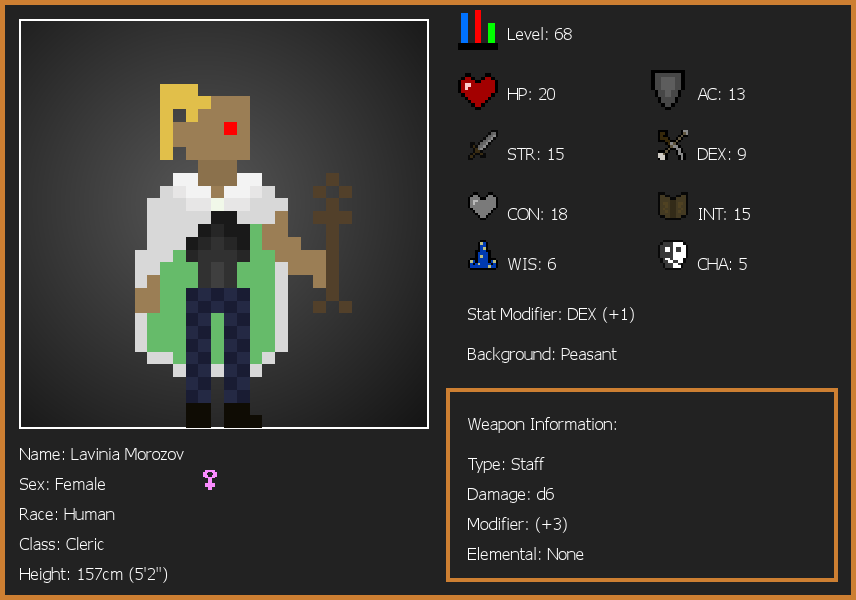 Level: 68
HP: 20
AC: 13
STR: 15
DEX: 9
CON: 18
INT: 15
WIS: 6
CHA: 5
Stat Modifier: DEX (+1)
Background: Peasant
Weapon Information:
Type: Staff
Damage: d6
Modifier: (+3)
Elemental: None
Name: Lavinia Morozov
Sex: Female
Race: Human
Class: Cleric
Height: 157cm (5'2")